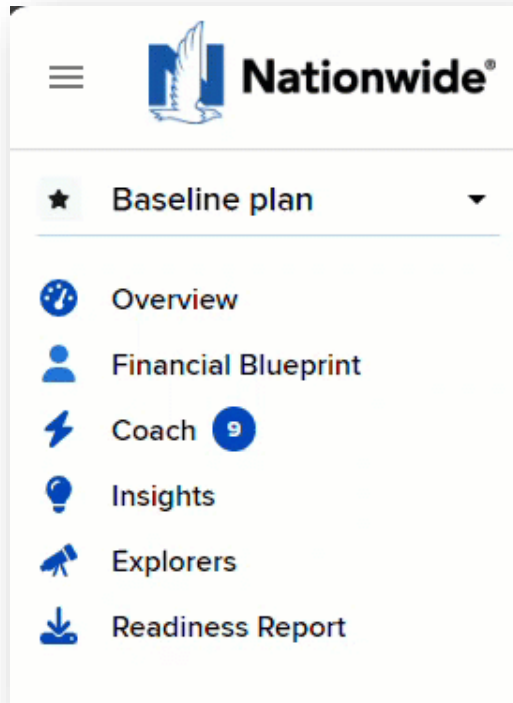 Nationwide®
Baseline plan
Overview
Financial Blueprint
Coach 9
Insights
Explorers
Readiness Report